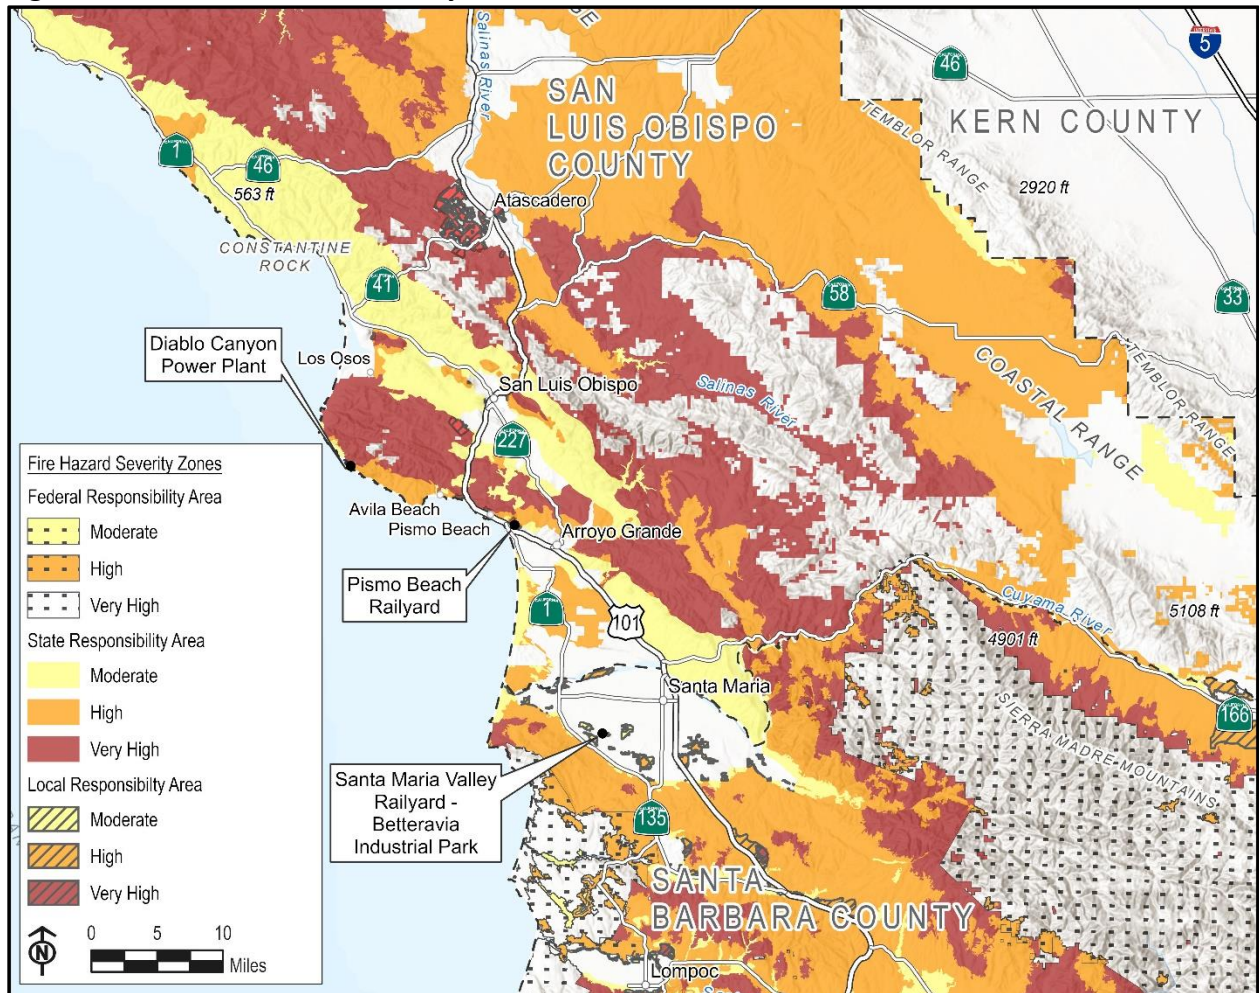 SAN
LUIS OBISPO
COUNTY
KERN COUNTY
Salinas River
TEMBLOR RANGE
2920 ft
5
46
1
46
563 ft
Atascadero
CONSTANTINE
ROCK
41
58
33
Diablo Canyon
Power Plant
Los Osos
San Luis Obispo
Salinas River
COASTAL RANGE
TEMBLOR RANGE
227
Avila Beach
Pismo Beach
Arroyo Grande
Pismo Beach
Railyard
1
101
Cuyama River
5108 ft
4901 ft
Santa Maria
SIERRA MADRE MOUNTAINS
166
Santa Maria Valley
Railyard -
Betteravia
Industrial Park
135
SANTA
BARBARA COUNTY
Lompoc
Fire Hazard Severity Zones
Federal Responsibility Area
Moderate
High
Very High
State Responsibility Area
Moderate
High
Very High
Local Responsibilty Area
Moderate
High
Very High
N
0 5 10
Miles